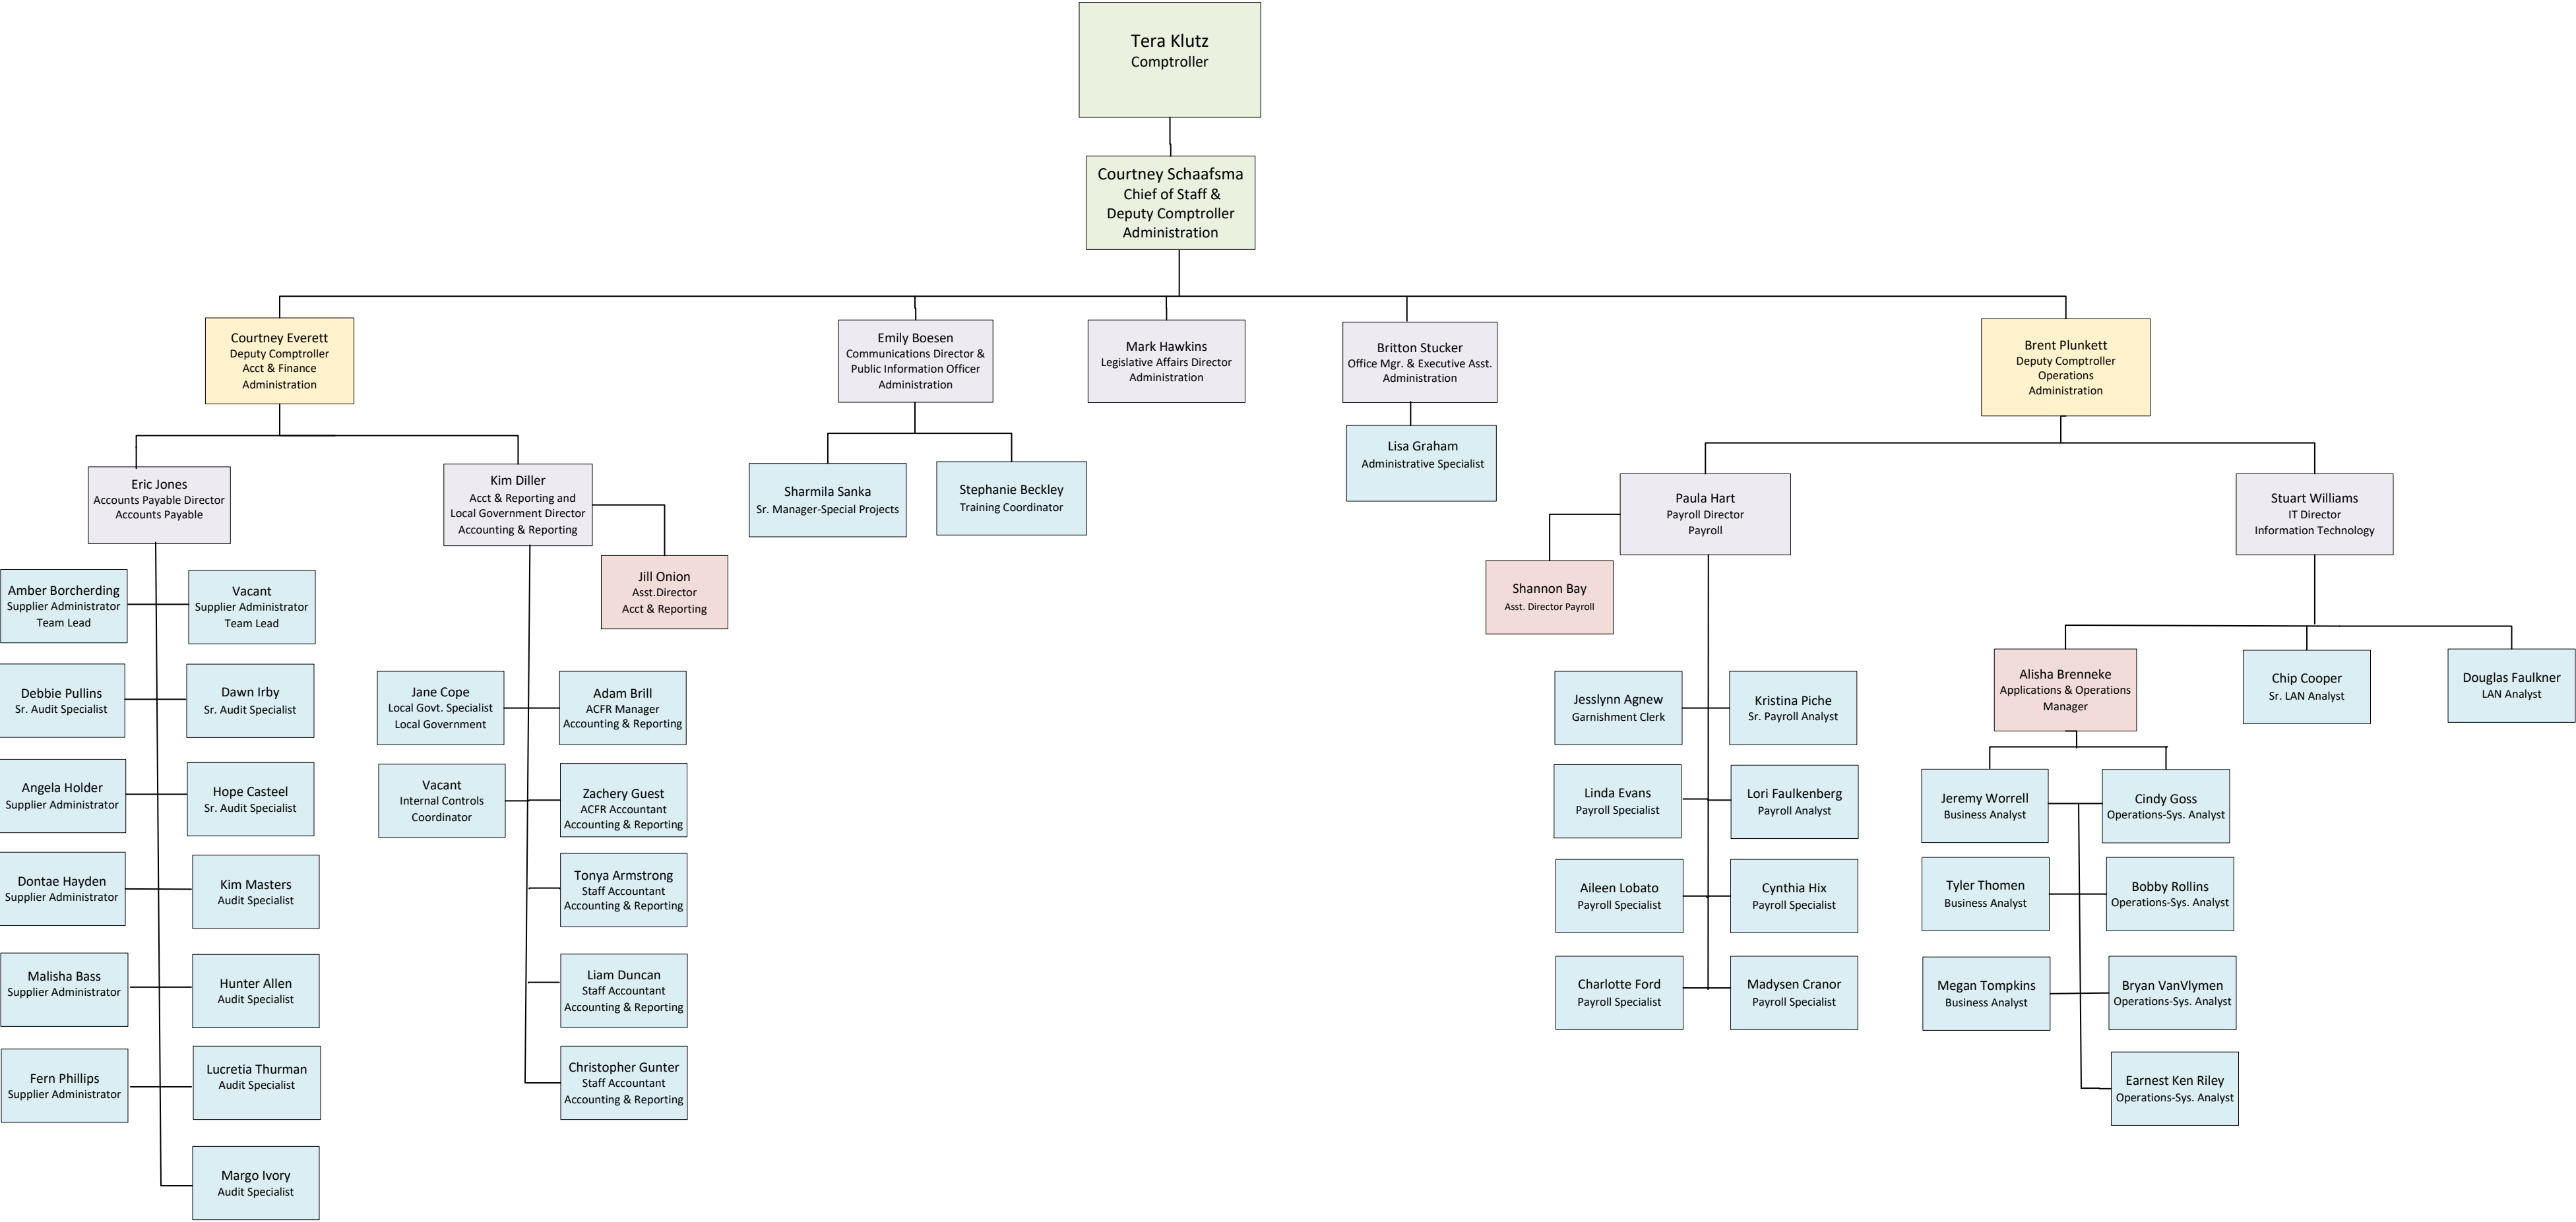 Tera Klutz
Comptroller
Courtney Schaafsma
Chief of Staff &
Deputy Comptroller
Administration
Courtney Everett
Deputy Comptroller
Acct & Finance
Administration
Emily Boesen
Communications Director &
Public Information Officer
Administration
Mark Hawkins
Legislative Affairs Director
Administration
Britton Stucker
Office Mgr. & Executive Asst.
Administration
Brent Plunkett
Deputy Comptroller
Operations
Administration
Eric Jones
Accounts Payable Director
Accounts Payable
Kim Diller
Acct & Reporting and
Local Government Director
Accounting & Reporting
Sharmila Sanka
Sr. Manager-Special Projects
Stephanie Beckley
Training Coordinator
Lisa Graham
Administrative Specialist
Paula Hart
Payroll Director
Payroll
Stuart Williams
IT Director
Information Technology
Jill Onion
Asst.Director
Acct & Reporting
Shannon Bay
Asst. Director Payroll
Amber Borcherding
Supplier Administrator
Team Lead
Vacant
Supplier Administrator
Team Lead
Debbie Pullins
Sr. Audit Specialist
Dawn Irby
Sr. Audit Specialist
Angela Holder
Supplier Administrator
Hope Casteel
Sr. Audit Specialist
Dontae Hayden
Supplier Administrator
Kim Masters
Audit Specialist
Malisha Bass
Supplier Administrator
Hunter Allen
Audit Specialist
Fern Phillips
Supplier Administrator
Lucretia Thurman
Audit Specialist
Margo Ivory
Audit Specialist
Jane Cope
Local Govt. Specialist
Local Government
Adam Brill
ACFR Manager
Accounting & Reporting
Vacant
Internal Controls
Coordinator
Zachery Guest
ACFR Accountant
Accounting & Reporting
Tonya Armstrong
Staff Accountant
Accounting & Reporting
Liam Duncan
Staff Accountant
Accounting & Reporting
Christopher Gunter
Staff Accountant
Accounting & Reporting
Jesslynn Agnew
Garnishment Clerk
Kristina Piche
Sr. Payroll Analyst
Linda Evans
Payroll Specialist
Lori Faulkenberg
Payroll Analyst
Aileen Lobato
Payroll Specialist
Cynthia Hix
Payroll Specialist
Charlotte Ford
Payroll Specialist
Madysen Cranor
Payroll Specialist
Alisha Brenneke
Applications & Operations
Manager
Chip Cooper
Sr. LAN Analyst
Douglas Faulkner
LAN Analyst
Jeremy Worrell
Business Analyst
Cindy Goss
Operations-Sys. Analyst
Tyler Thomen
Business Analyst
Bobby Rollins
Operations-Sys. Analyst
Megan Tompkins
Business Analyst
Bryan VanVlymen
Operations-Sys. Analyst
Earnest Ken Riley
Operations-Sys. Analyst